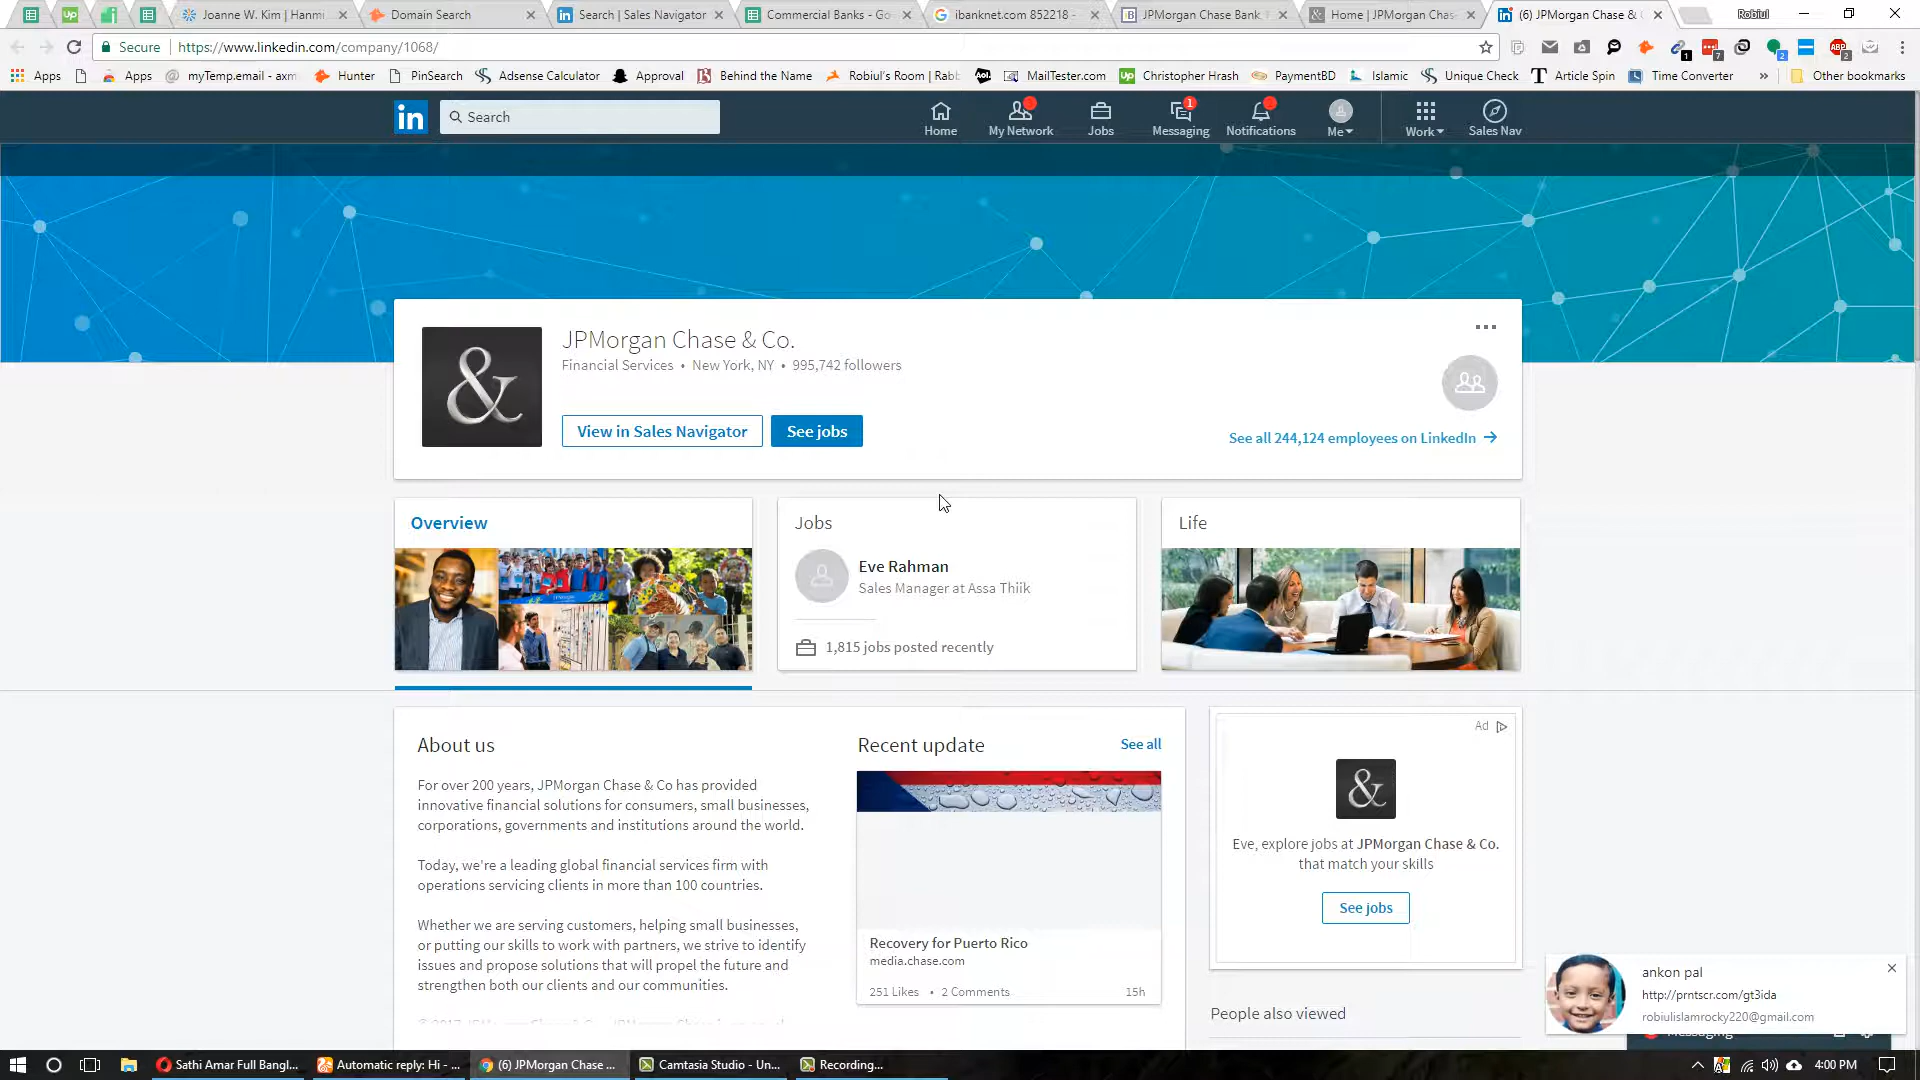 Joanne W. Kim | Hanmi
Domain Search
Search | Sales Navigator
Commercial Banks - Go
ibanknet.com 852218 -
JPMorgan Chase Bank
Home | JPMorgan Chas
(6) JPMorgan Chase &
Robiul
Secure
https://www.linkedin.com/company/1068/
Apps
Apps
myTemp.email - axm
Hunter
PinSearch
Adsense Calculator
Approval
Behind the Name
Robiul's Room | Rabb
Aol.
MailTester.com
Up
Christopher Hrash
PaymentBD
Islamic
Unique Check
Article Spin
Time Converter
»
Other bookmarks
in
Search
Home
My Network
Jobs
1
Messaging
Notifications
Me
Work
Sales Nav
&
JPMorgan Chase & Co.
Financial Services • New York, NY • 995,742 followers
View in Sales Navigator
See jobs
See all 244,124 employees on LinkedIn →
Overview
Jobs
Eve Rahman
Sales Manager at Assa Thiik
1,815 jobs posted recently
Life
About us
For over 200 years, JPMorgan Chase & Co has provided
innovative financial solutions for consumers, small businesses,
corporations, governments and institutions around the world.
Today, we're a leading global financial services firm with
operations servicing clients in more than 100 countries.
Whether we are serving customers, helping small businesses,
or putting our skills to work with partners, we strive to identify
issues and propose solutions that will propel the future and
strengthen both our clients and our communities.
Recent update
See all
Recovery for Puerto Rico
media.chase.com
251 Likes • 2 Comments
15h
Ad
&
Eve, explore jobs at JPMorgan Chase & Co.
that match your skills
See jobs
People also viewed
ankon pal
http://prntscr.com/gt3ida
robiulislamrocky220@gmail.com
Messaging
Sathi Amar Full Bangl...
Automatic reply: Hi - ...
(6) JPMorgan Chase ...
Camtasia Studio - Un...
Recording...
4:00 PM